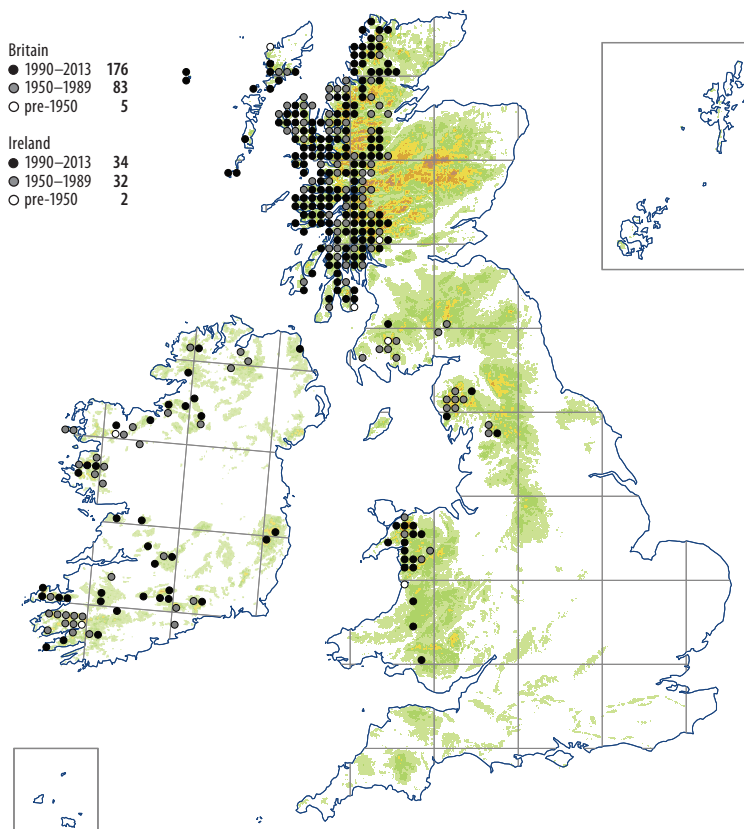 Britain
● 1990–2013 176
● 1950–1989 83
○ pre-1950 5
Ireland
● 1990–2013 34
● 1950–1989 32
○ pre-1950 2